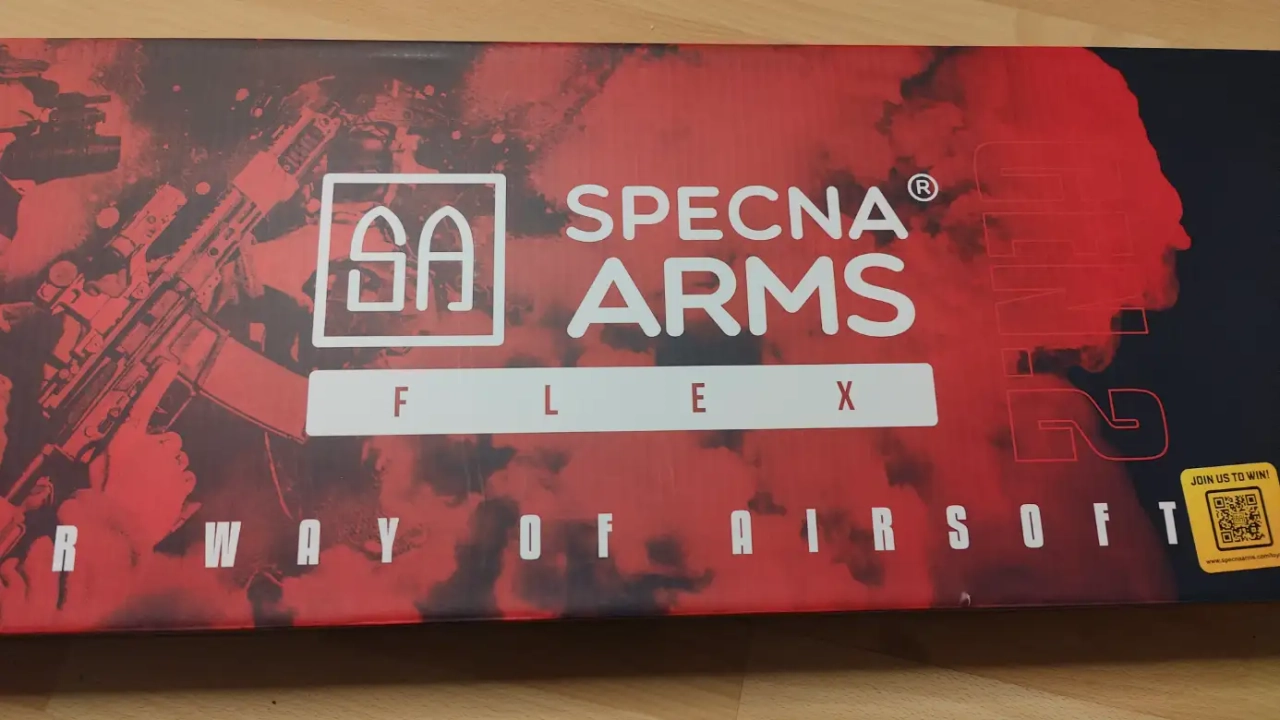 SA
SPECNA®
ARMS
FLEX
R WAY OF AIRSOFT
JOIN US TO WIN!